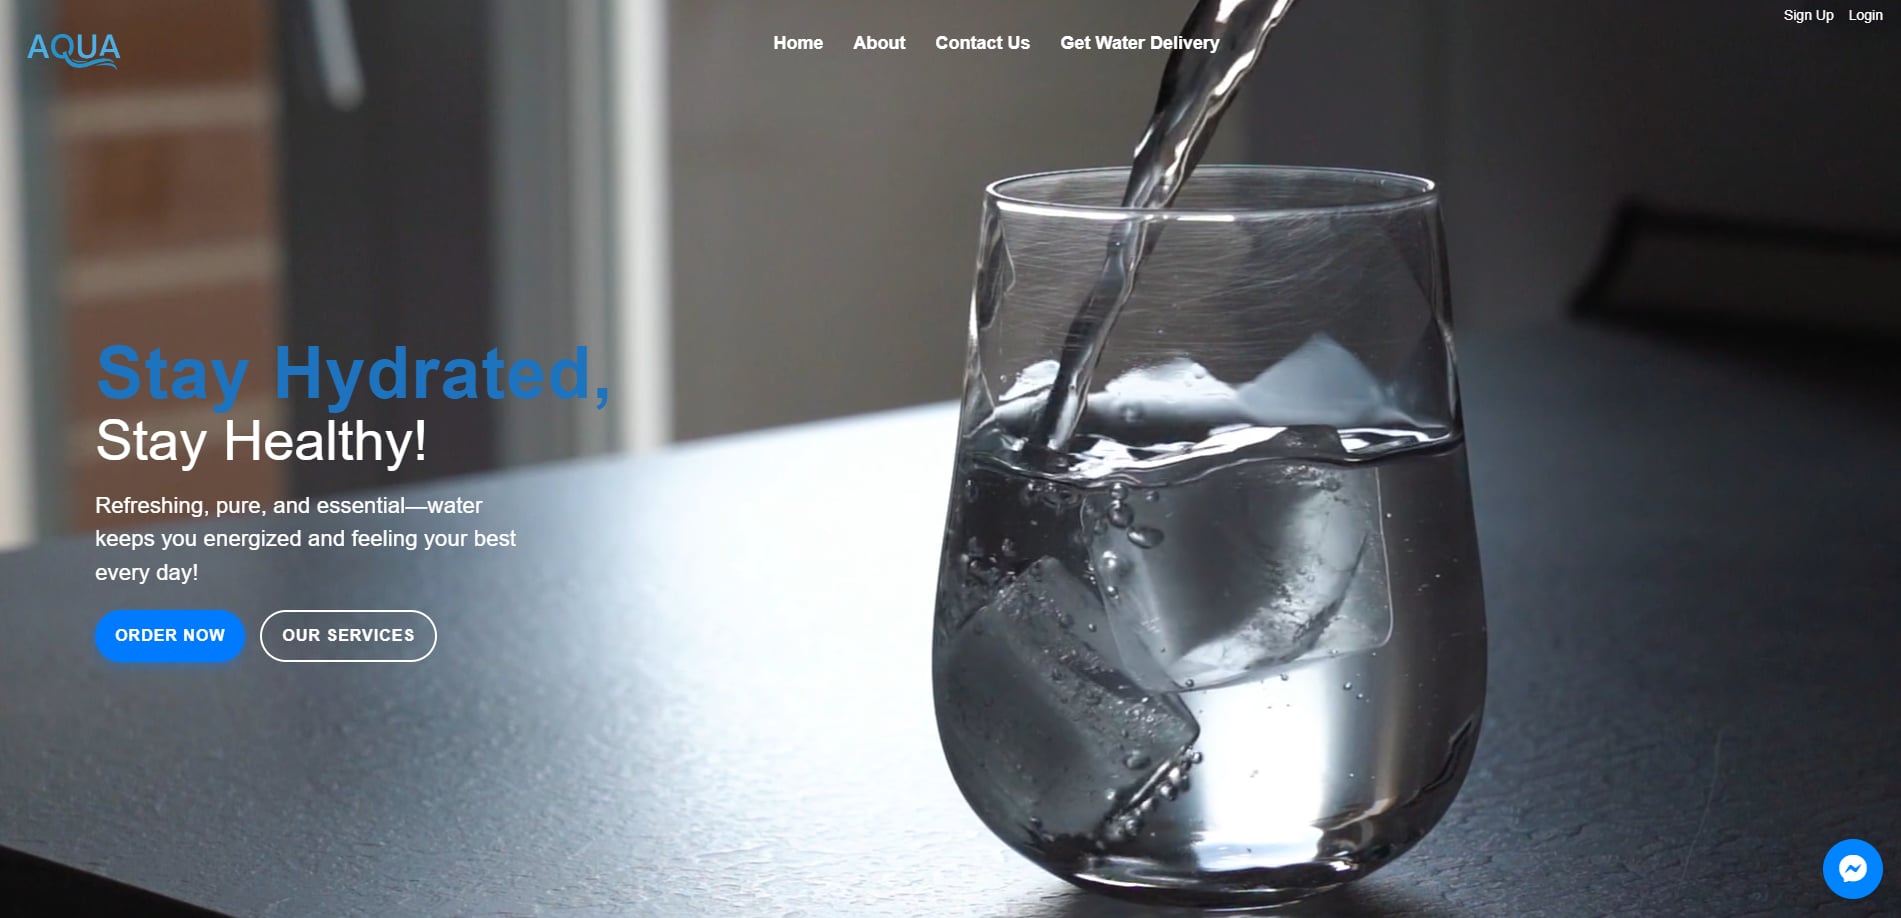 Sign Up Login
AQUA
Home About Contact Us Get Water Delivery
Stay Hydrated,
Stay Healthy!
Refreshing, pure, and essential—water
keeps you energized and feeling your best
every day!
ORDER NOW OUR SERVICES